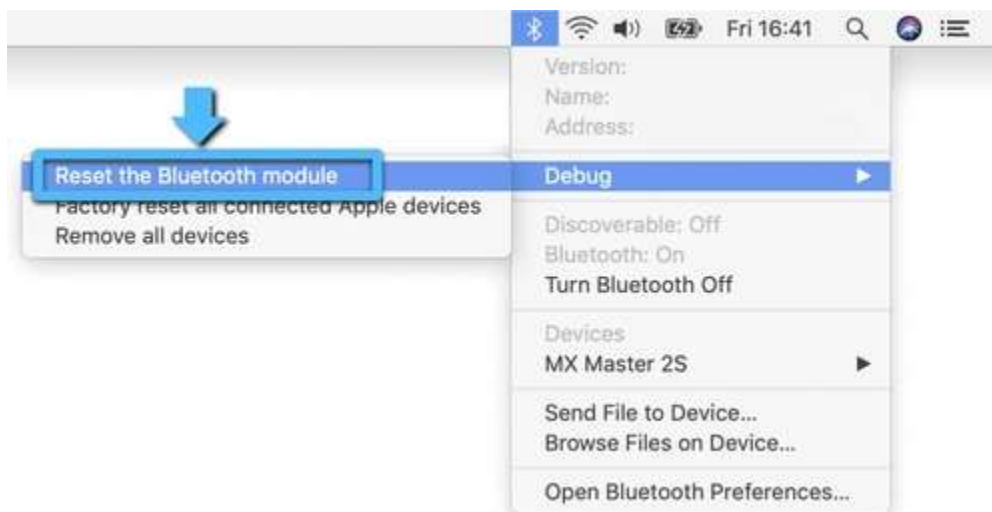 Fri 16:41
Version:
Name:
Address:
Debug
Reset the Bluetooth module
Factory reset all connected Apple devices
Remove all devices
Discoverable: Off
Bluetooth: On
Turn Bluetooth Off
Devices
MX Master 2S
Send File to Device...
Browse Files on Device...
Open Bluetooth Preferences...